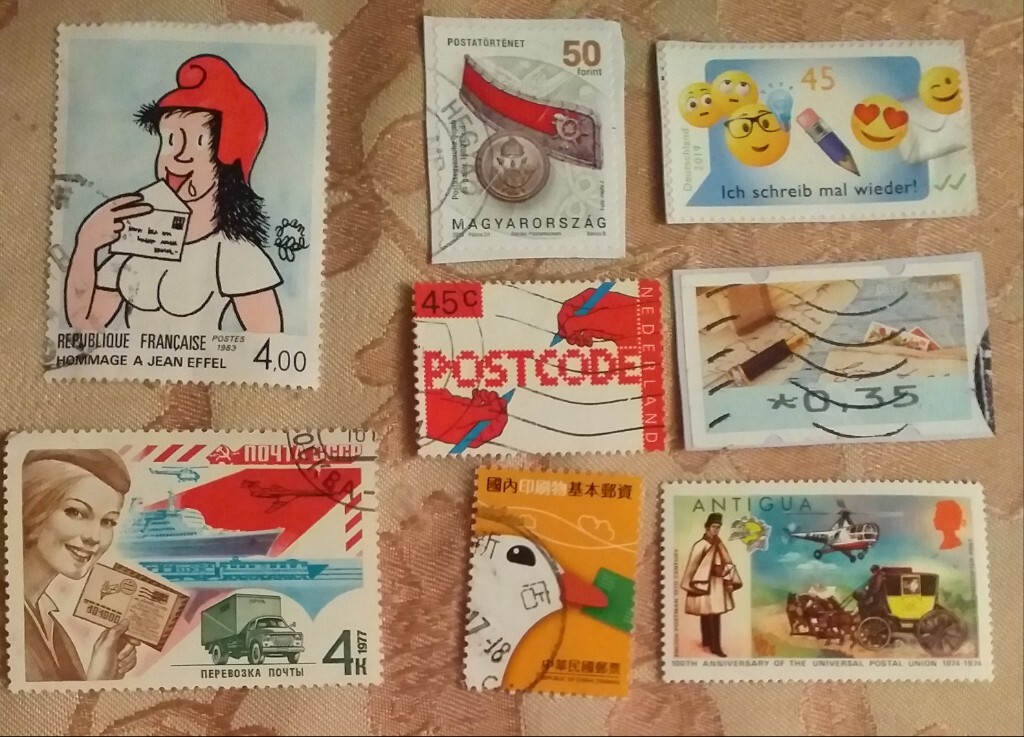 RÉPUBLIQUE FRANÇAISE POSTES 1983
HOMMAGE A JEAN EFFEL 4,00
POSTATÖRTÉNET 50
forint
MAGYARORSZÁG
45
Deutschland 2019
Ich schreib mal wieder!
45c
NEDERLAND
POSTCODE
*0,35
ПОЧТА СССР
ПЕРЕВОЗКА ПОЧТЫ
4к 1977
國內印刷物基本郵資
中華民國郵票
ANTIGUA
100TH ANNIVERSARY OF THE UNIVERSAL POSTAL UNION 1874 1974